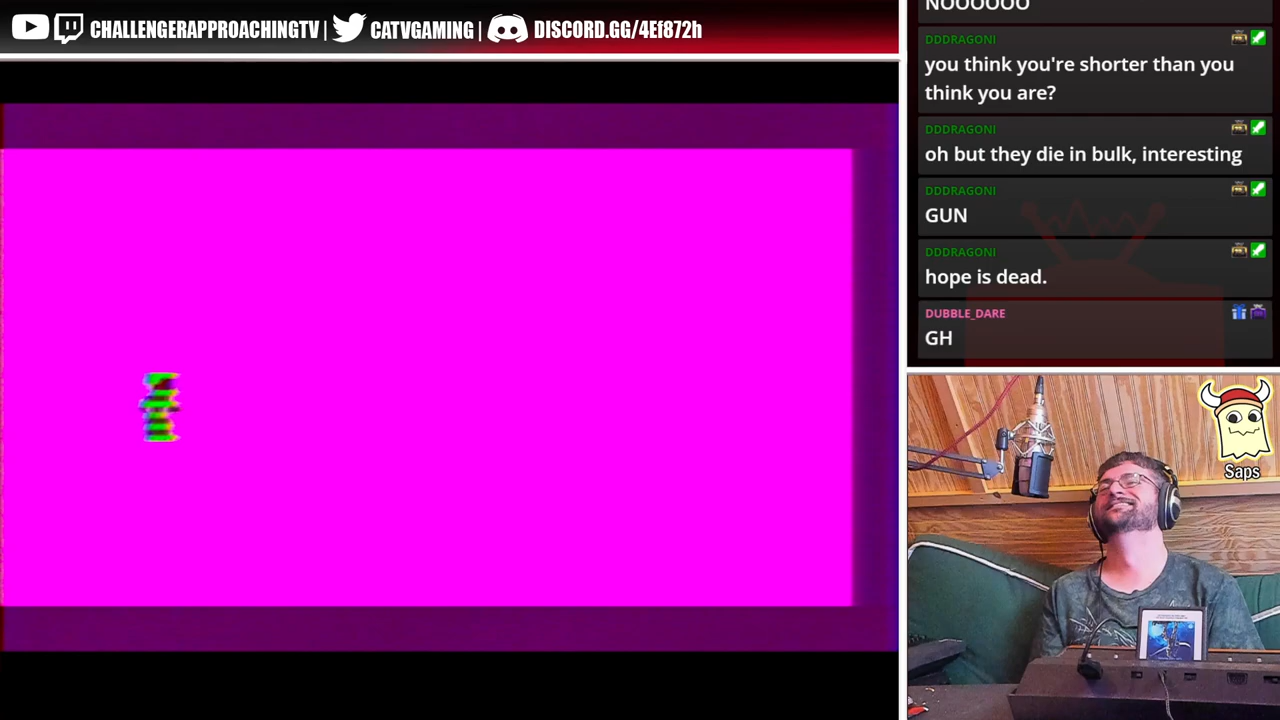 CHALLENGERAPPROACHINGTV |
CATVGAMING |
DISCORD.GG/4Ef872h
NOOOOOO
DDDRAGONI
you think you're shorter than you
think you are?
DDDRAGONI
oh but they die in bulk, interesting
DDDRAGONI
GUN
DDDRAGONI
hope is dead.
DUBBLE_DARE
GH
Saps